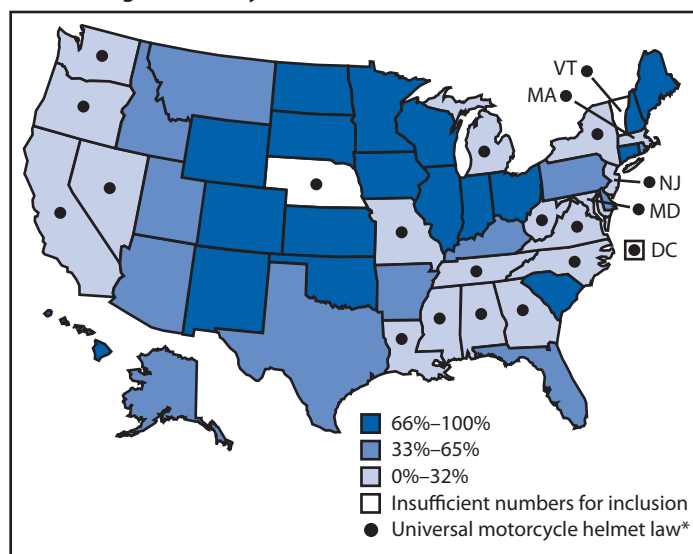 VT
MA
NJ
MD
DC
66%–100%
33%–65%
0%–32%
Insufficient numbers for inclusion
Universal motorcycle helmet law*